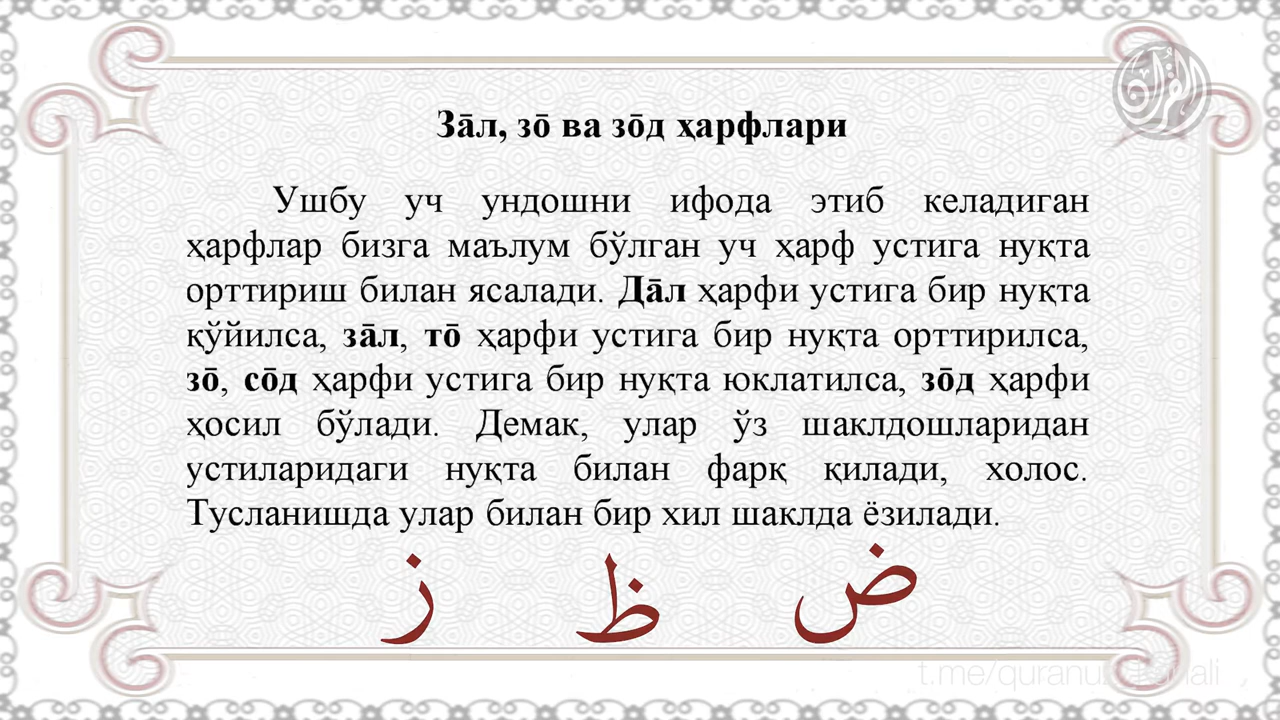 القرآن
Зāл, зō ва зōд ҳарфлари
Ушбу уч ундошни ифода этиб келадиган
ҳарфлар бизга маълум бўлган уч ҳарф устига нуқта
орттириш билан ясалади. Дāл ҳарфи устига бир нуқта
қўйилса, зāл, тō ҳарфи устига бир нуқта орттирилса,
зō, сōд ҳарфи устига бир нуқта юклатилса, зōд ҳарфи
ҳосил бўлади. Демак, улар ўз шаклдошларидан
устиларидаги нуқта билан фарқ қилади, холос.
Тусланишда улар билан бир хил шаклда ёзилади.
ز ظ ض